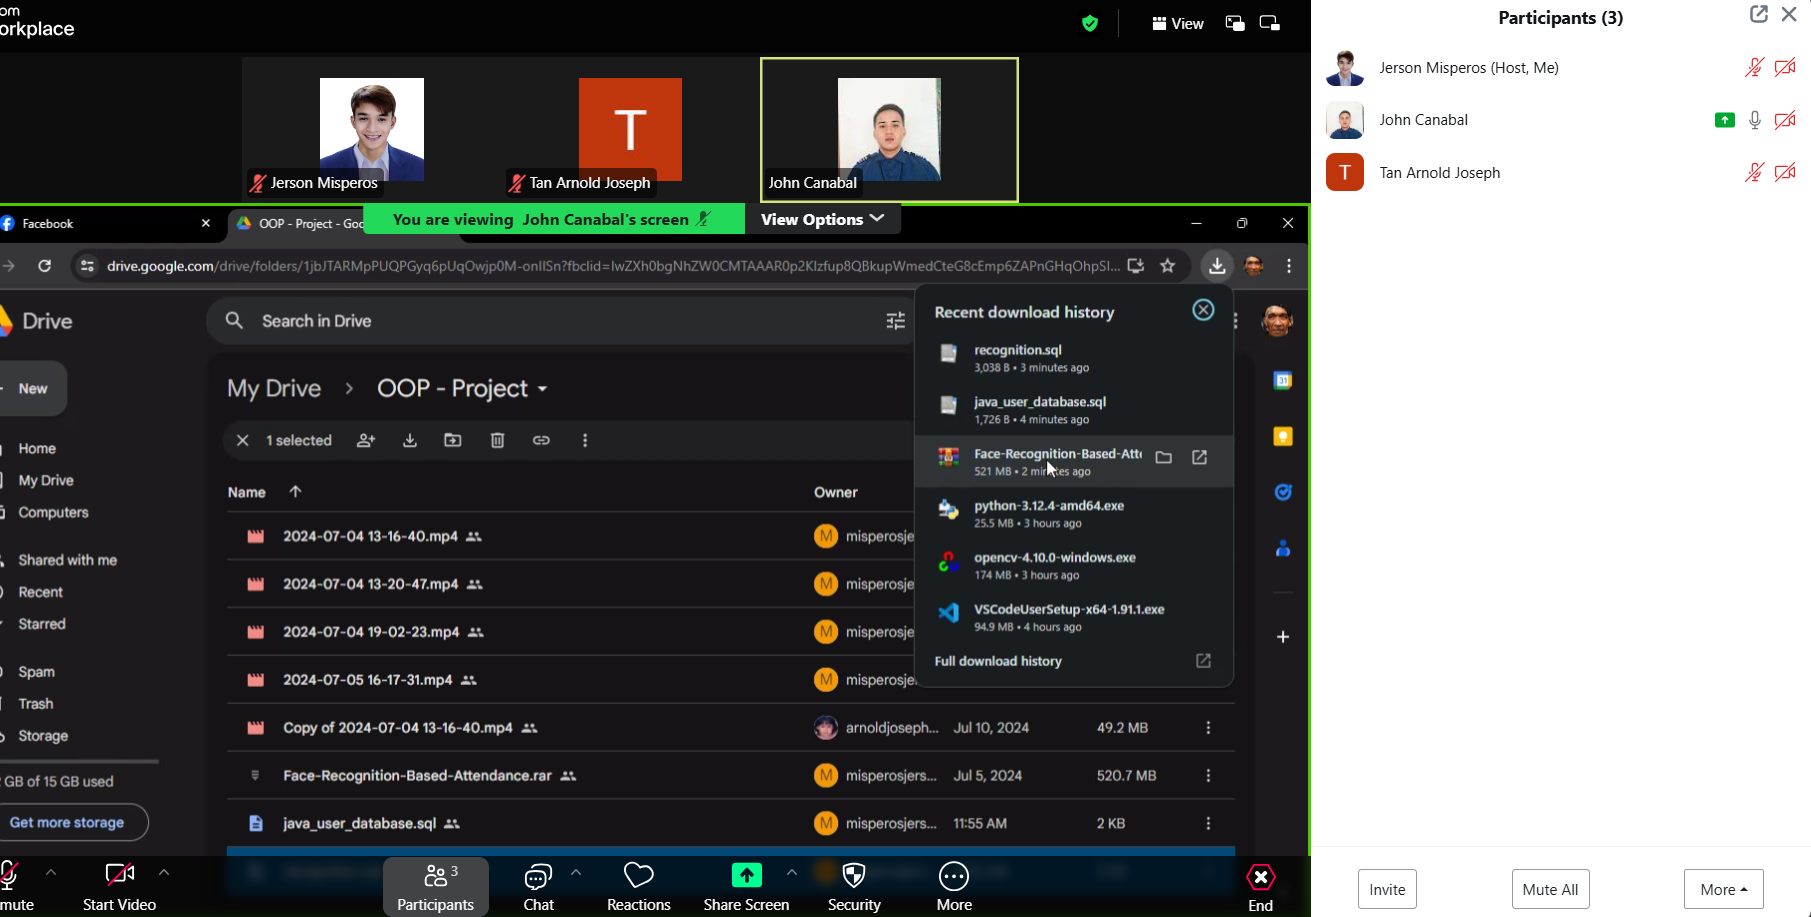 om
orkplace
View
Jerson Misperos
T
Tan Arnold Joseph
John Canabal
Facebook
OOP - Project - Goo
You are viewing John Canabal's screen
View Options
Drive
Search in Drive
New
Home
My Drive
Computers
Shared with me
Recent
Starred
Spam
Trash
Storage
GB of 15 GB used
Get more storage
My Drive > OOP - Project
1 selected
Name
Owner
2024-07-04 13-16-40.mp4
M misperosje
2024-07-04 13-20-47.mp4
M misperosje
2024-07-04 19-02-23.mp4
M misperosje
2024-07-05 16-17-31.mp4
M misperosje
Copy of 2024-07-04 13-16-40.mp4
arnoldjoseph... Jul 10, 2024 49.2 MB
Face-Recognition-Based-Attendance.rar
M misperosjers... Jul 5, 2024 520.7 MB
java_user_database.sql
M misperosjers... 11:55 AM 2 KB
Recent download history
recognition.sql
3,038 B • 3 minutes ago
java_user_database.sql
1,726 B • 4 minutes ago
Face-Recognition-Based-Atte
521 MB • 2 minutes ago
python-3.12.4-amd64.exe
25.5 MB • 3 hours ago
opencv-4.10.0-windows.exe
174 MB • 3 hours ago
VSCodeUserSetup-x64-1.91.1.exe
94.9 MB • 4 hours ago
Full download history
31
mute
Start Video
3
Participants
Chat
Reactions
Share Screen
Security
More
End
Participants (3)
Jerson Misperos (Host, Me)
John Canabal
T
Tan Arnold Joseph
Invite
Mute All
More